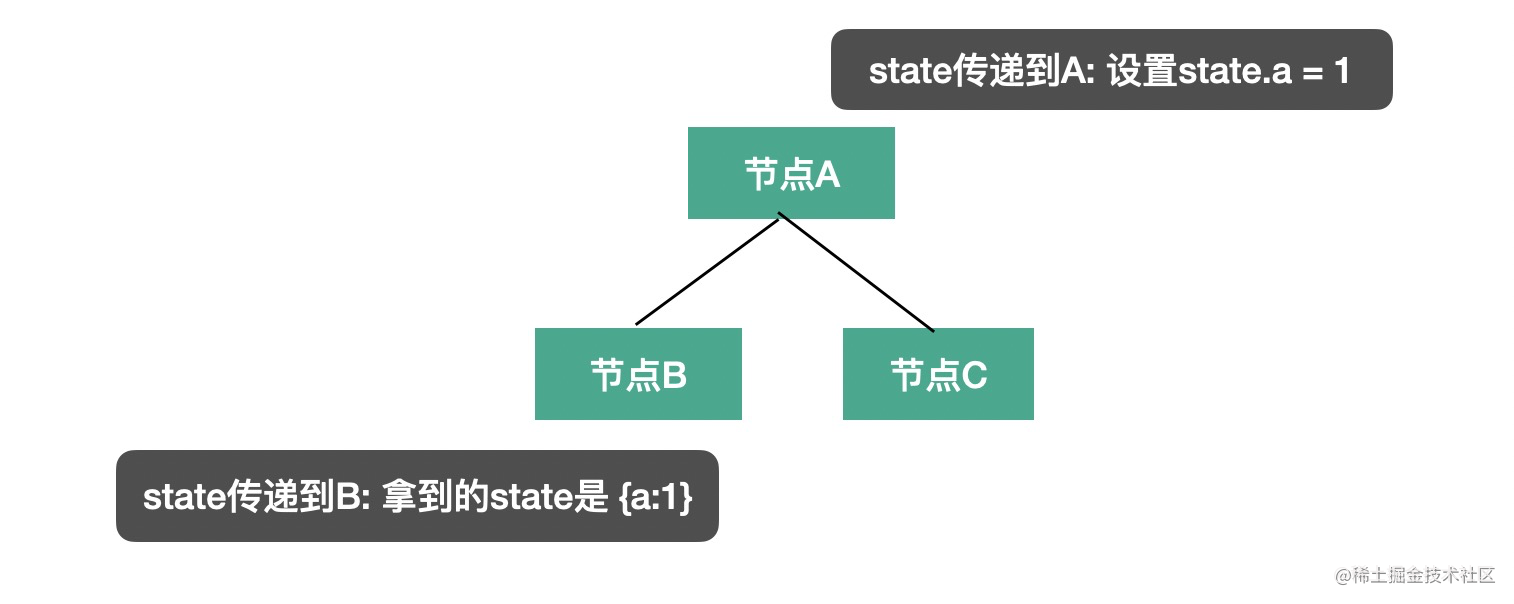 state传递到A: 设置state.a = 1
节点A
节点B
节点C
state传递到B: 拿到的state是 {a:1}
@稀土掘金技术社区